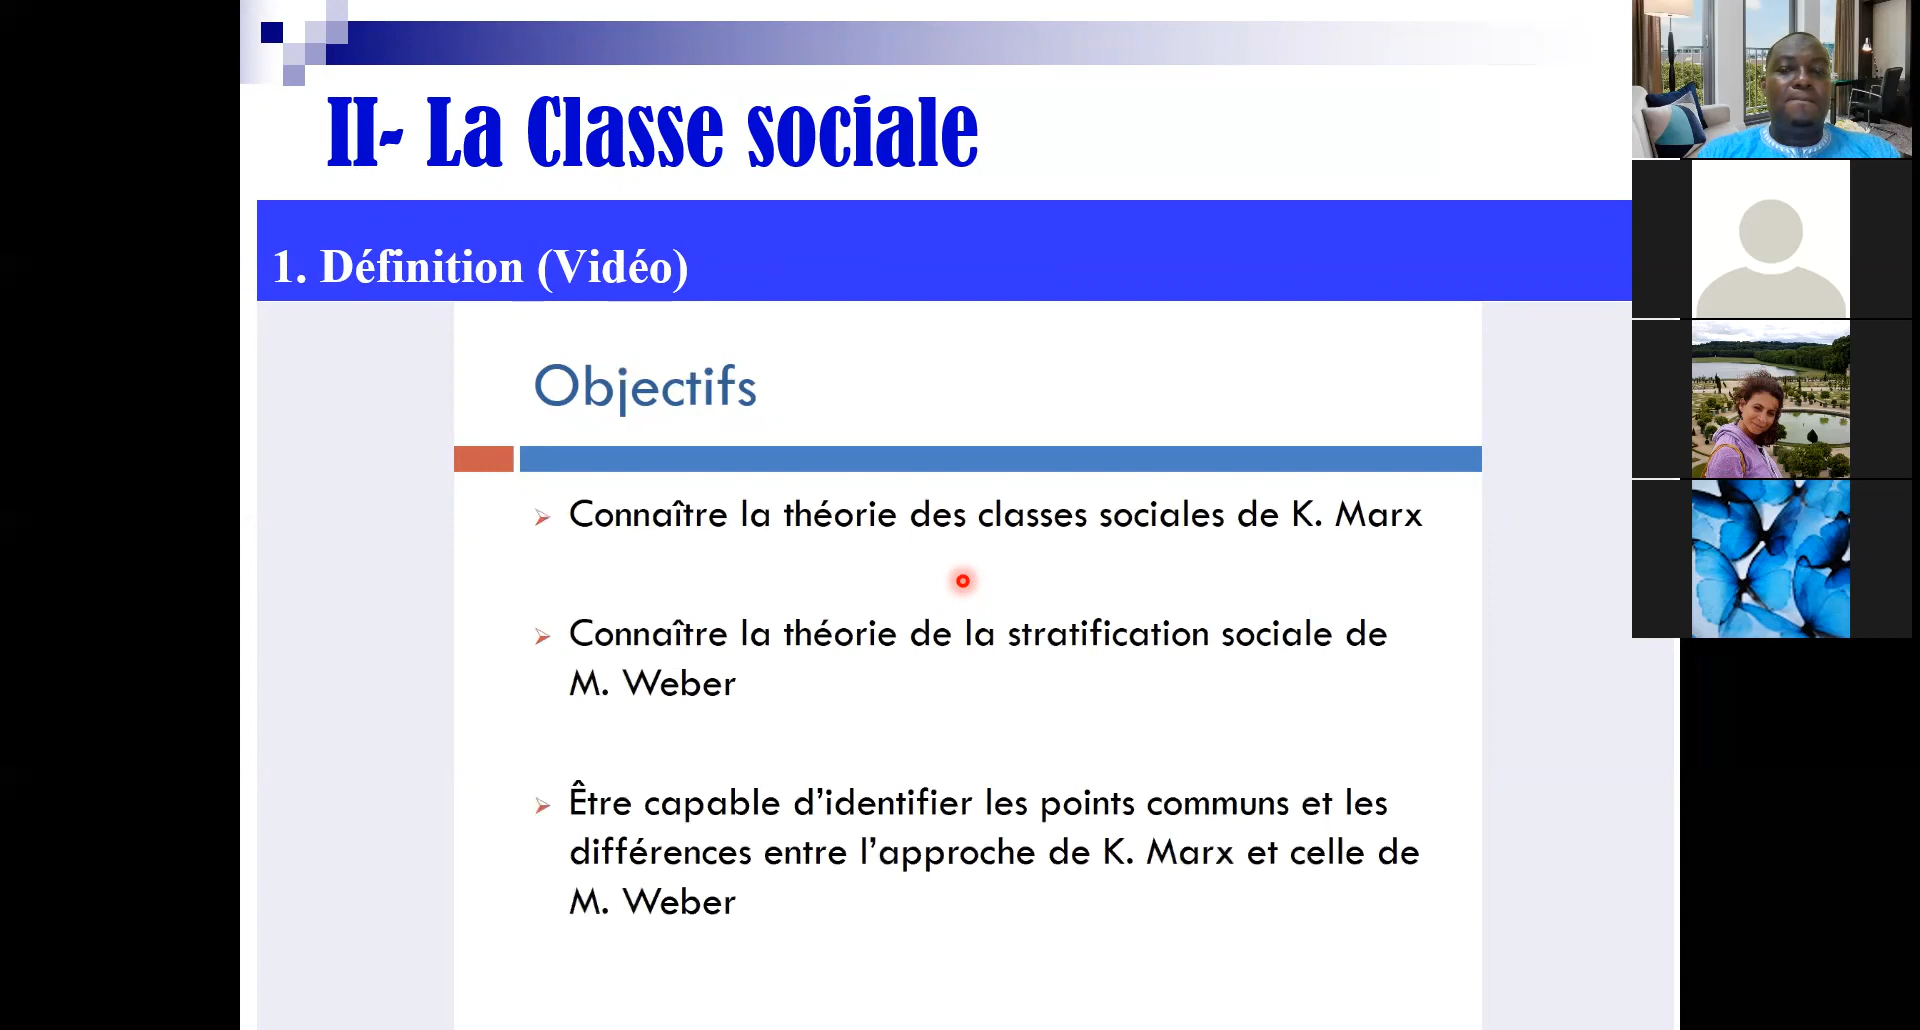 II- La Classe sociale
1. Définition (Vidéo)
Objectifs
Connaître la théorie des classes sociales de K. Marx
Connaître la théorie de la stratification sociale de
M. Weber
Être capable d’identifier les points communs et les
différences entre l’approche de K. Marx et celle de
M. Weber